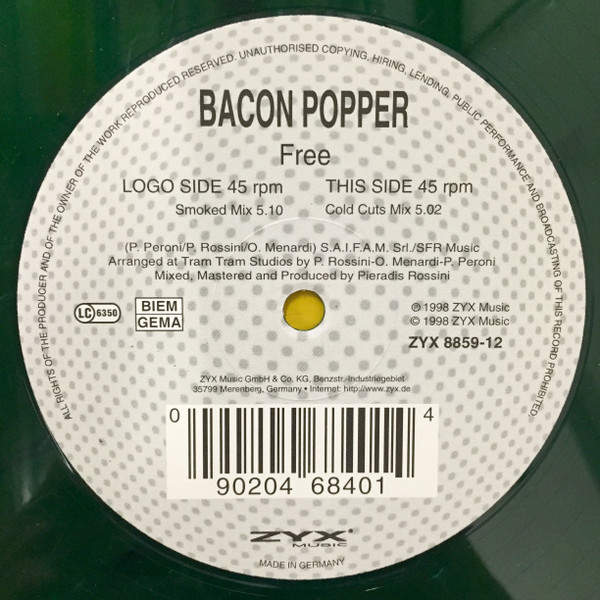 ALL RIGHTS OF THE PRODUCER AND OF THE OWNER OF THE WORK REPRODUCED RESERVED. UNAUTHORISED COPYING, HIRING, LENDING, PUBLIC PERFORMANCE AND BROADCASTING OF THIS RECORD PROHIBITED.
BACON POPPER
Free
LOGO SIDE 45 rpm THIS SIDE 45 rpm
Smoked Mix 5.10 Cold Cuts Mix 5.02
(P. Peroni/P. Rossini/O. Menardi) S.A.I.F.A.M. Srl./SFR Music
Arranged at Tram Tram Studios by P. Rossini-O. Menardi-P. Peroni
Mixed, Mastered and Produced by Pieradis Rossini
LC 6350
BIEM
GEMA
℗ 1998 ZYX Music
© 1998 ZYX Music
ZYX 8859-12
ZYX Music GmbH & Co. KG, Benzstr.-Industriegebiet
35799 Merenberg, Germany • Internet: http://www.zyx.de
0 90204 68401 4
ZYX®
MUSIC
MADE IN GERMANY